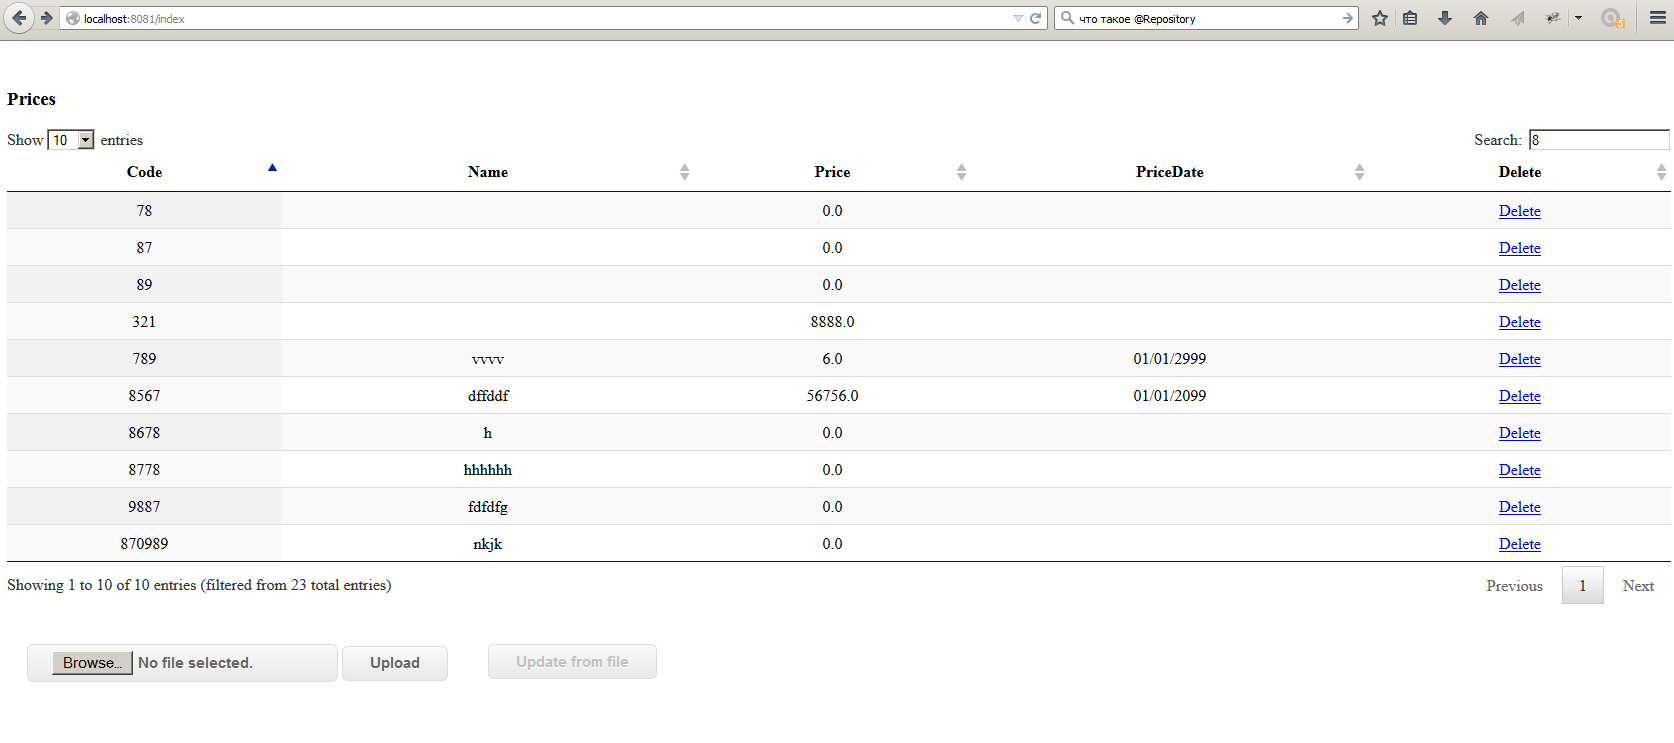 localhost:8081/index что такое @Repository 5
Prices
Show 10 entries Search: 8
Code Name Price PriceDate Delete
78 0.0 Delete
87 0.0 Delete
89 0.0 Delete
321 8888.0 Delete
789 vvvv 6.0 01/01/2999 Delete
8567 dffddf 56756.0 01/01/2099 Delete
8678 h 0.0 Delete
8778 hhhhhh 0.0 Delete
9887 fdfdfg 0.0 Delete
870989 nkjk 0.0 Delete
Showing 1 to 10 of 10 entries (filtered from 23 total entries) Previous 1 Next
Browse... No file selected. Upload Update from file